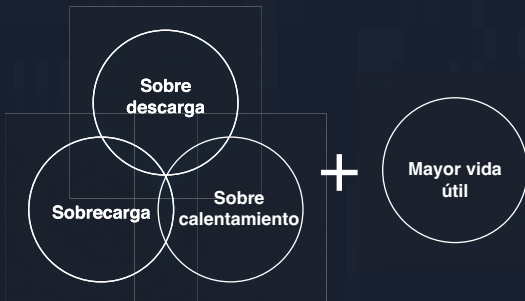 Sobre
descarga
Sobrecarga
Sobre
calentamiento
+
Mayor vida
útil